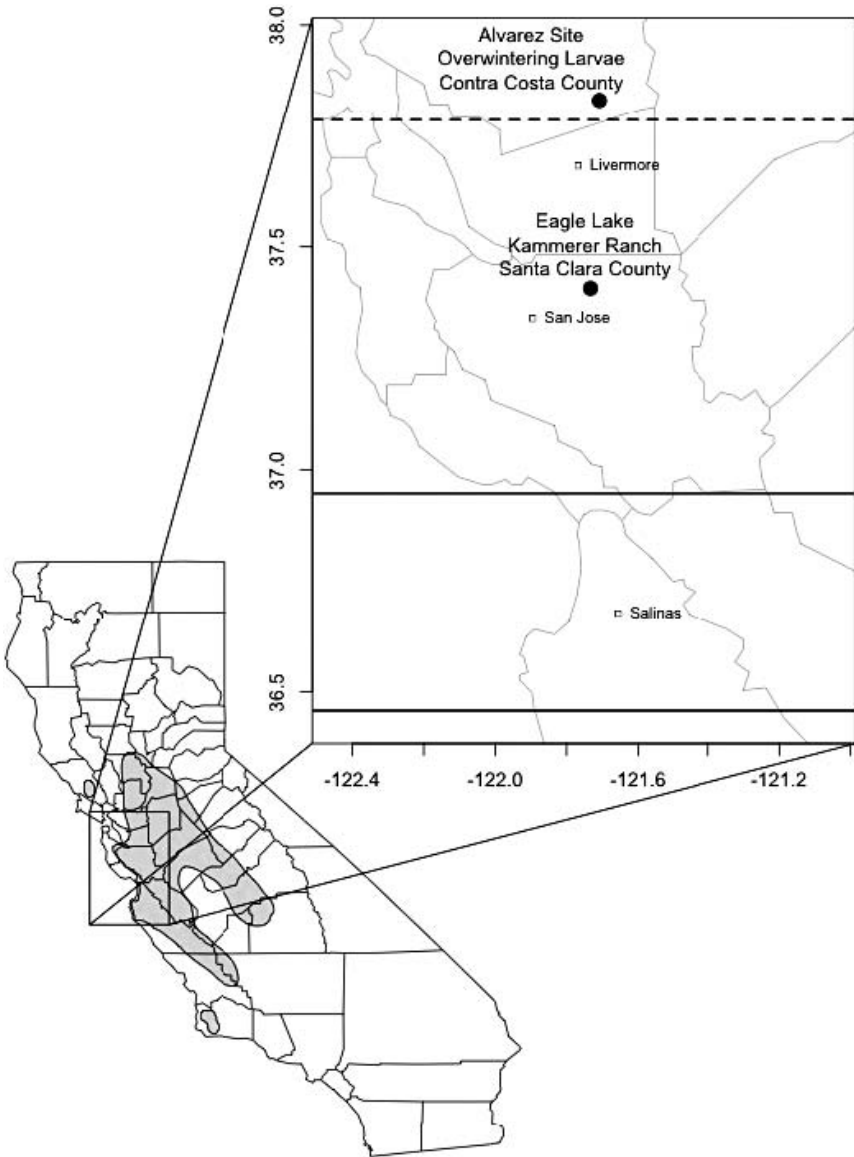 38.0
Alvarez Site
Overwintering Larvae
Contra Costa County
Livermore
37.5
Eagle Lake
Kammerer Ranch
Santa Clara County
San Jose
37.0
Salinas
36.5
-122.4
-122.0
-121.6
-121.2